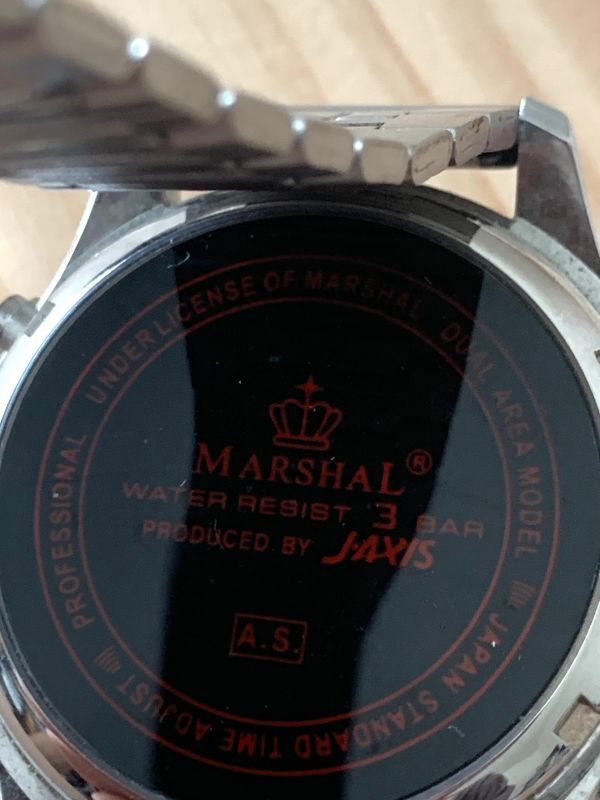 PROFESSIONAL UNDER LICENSE OF MARSHAL DUAL AREA MODEL
JAPAN STANDARD TIME ADJUST
MARSHAL®
WATER RESIST 3 BAR
PRODUCED BY J-AXIS
A.S.